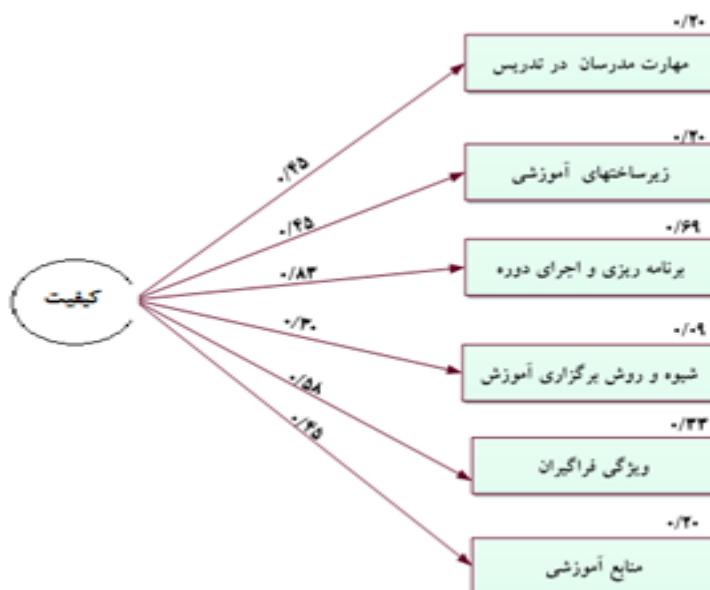 ۰/۲۰
مهارت مدرسان در تدریس
۰/۴۵
۰/۲۰
زیرساختهای آموزشی
۰/۴۵
۰/۶۹
برنامه ریزی و اجرای دوره
۰/۸۳
کیفیت
۰/۰۹
شیوه و روش برگزاری آموزش
۰/۳۰
۰/۳۳
ویژگی فراگیران
۰/۵۸
۰/۲۰
منابع آموزشی
۰/۴۵